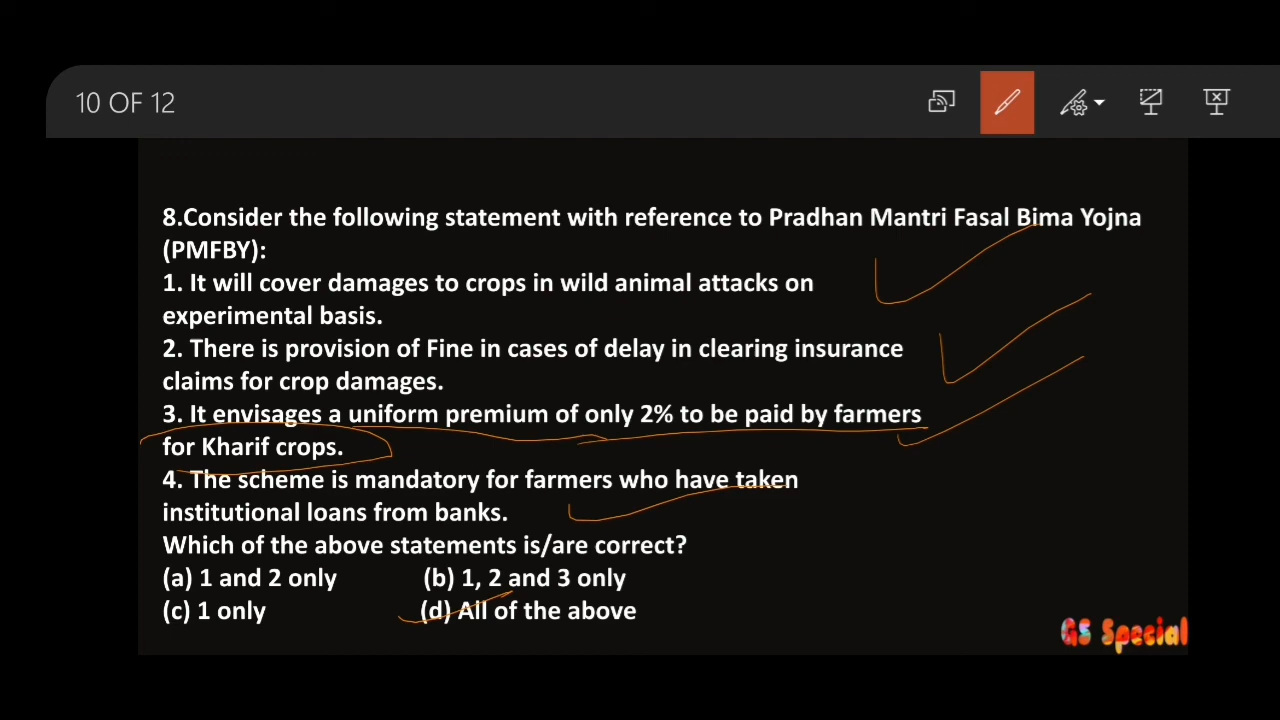 10 OF 12
8.Consider the following statement with reference to Pradhan Mantri Fasal Bima Yojna
(PMFBY):
1. It will cover damages to crops in wild animal attacks on
experimental basis.
2. There is provision of Fine in cases of delay in clearing insurance
claims for crop damages.
3. It envisages a uniform premium of only 2% to be paid by farmers
for Kharif crops.
4. The scheme is mandatory for farmers who have taken
institutional loans from banks.
Which of the above statements is/are correct?
(a) 1 and 2 only (b) 1, 2 and 3 only
(c) 1 only (d) All of the above
GS Special